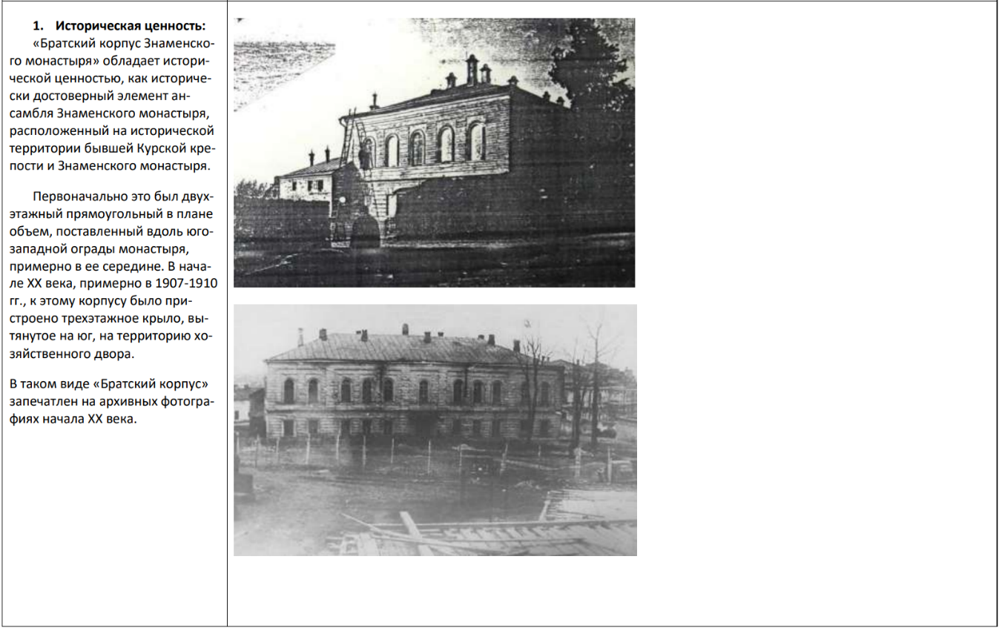 1. Историческая ценность:
«Братский корпус Знаменско-
го монастыря» обладает истори-
ческой ценностью, как историче-
ски достоверный элемент ан-
самбля Знаменского монастыря,
расположенный на исторической
территории бывшей Курской кре-
пости и Знаменского монастыря.
Первоначально это был двух-
этажный прямоугольный в плане
объем, поставленный вдоль юго-
западной ограды монастыря,
примерно в ее середине. В нача-
ле XX века, примерно в 1907-1910
гг., к этому корпусу было при-
строено трехэтажное крыло, вы-
тянутое на юг, на территорию хо-
зяйственного двора.
В таком виде «Братский корпус»
запечатлен на архивных фотогра-
фиях начала XX века.